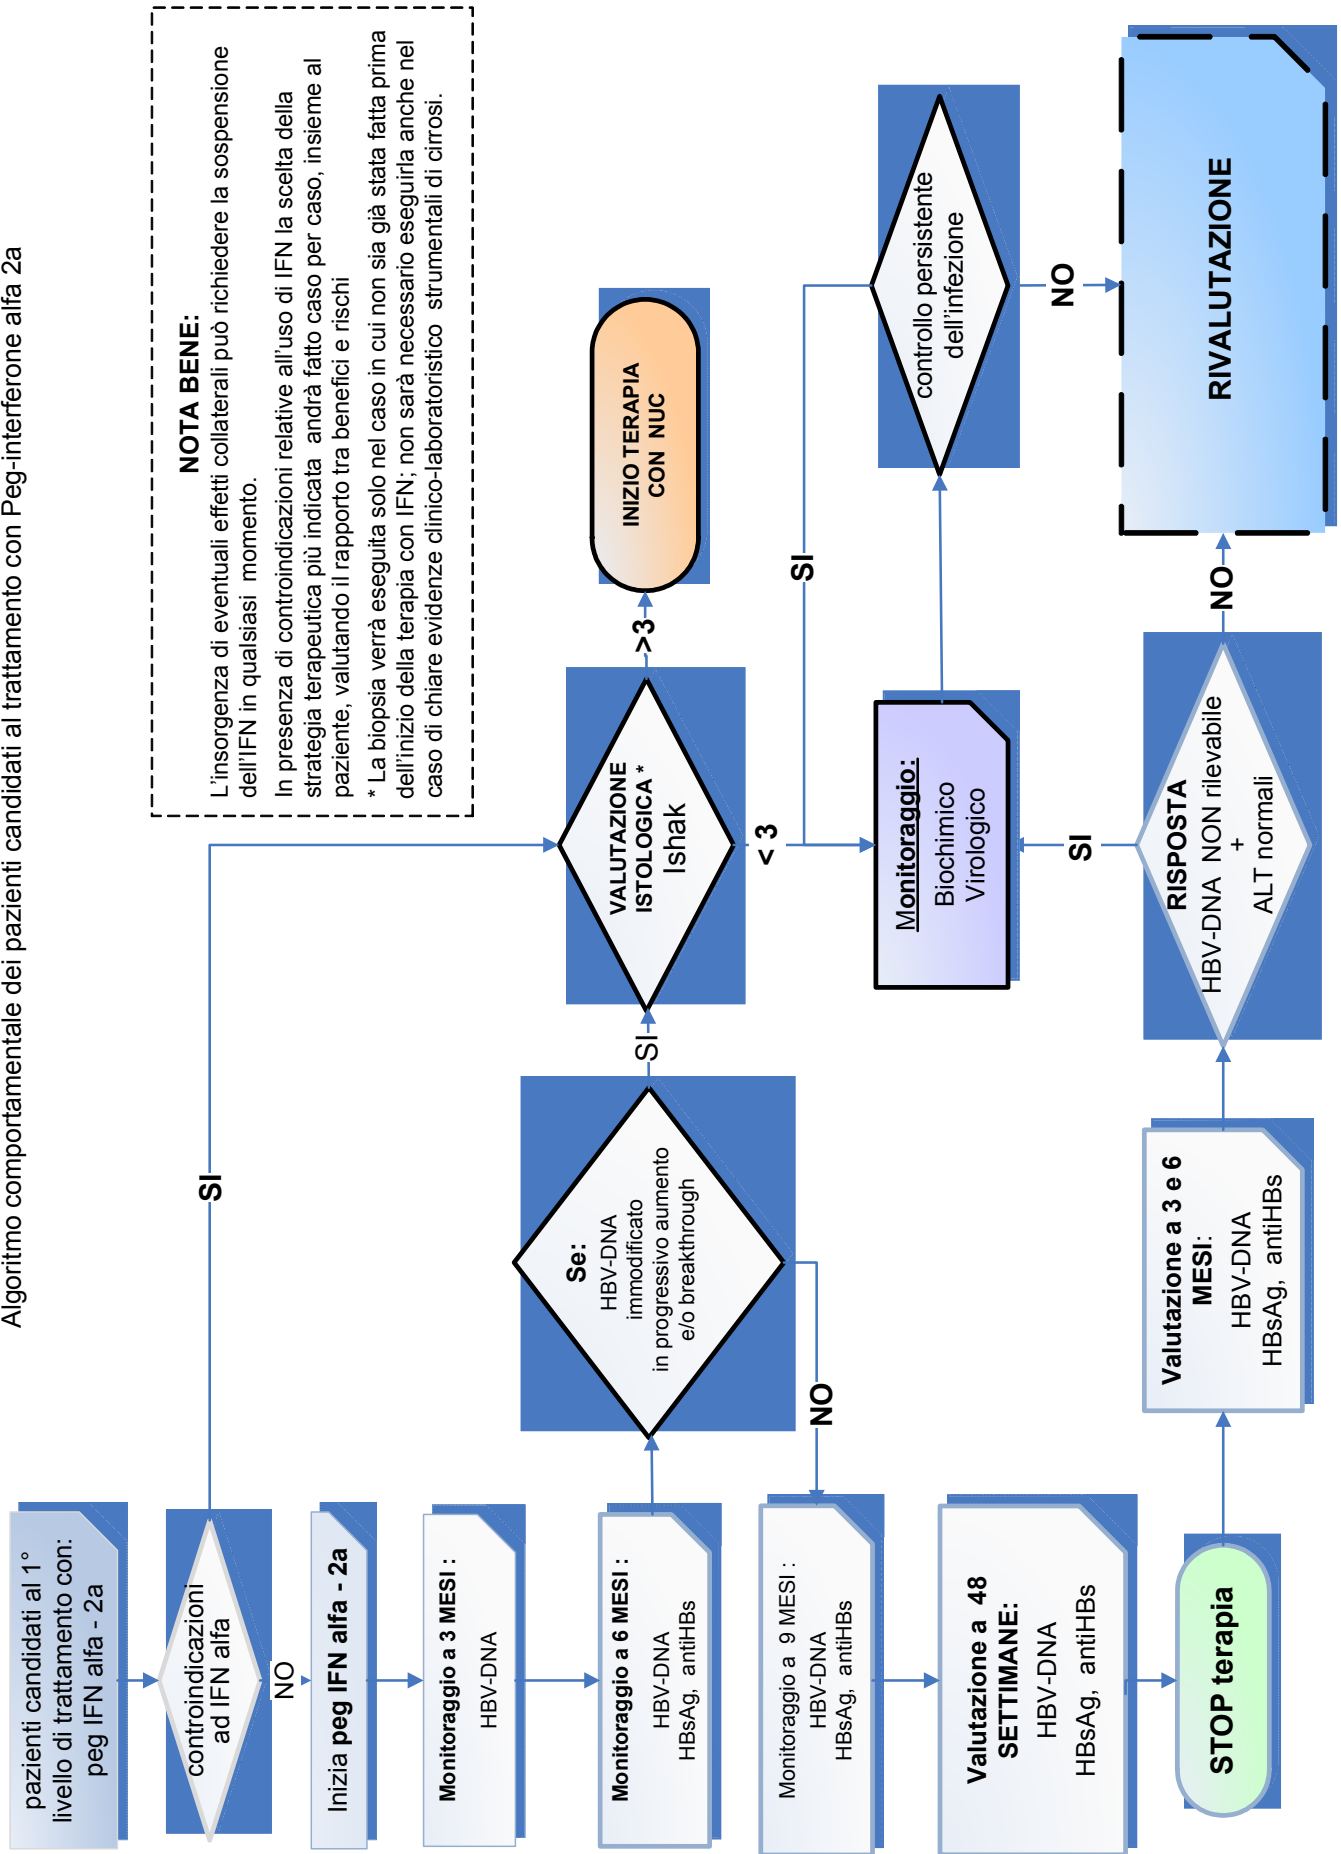 Algoritmo comportamentale dei pazienti candidati al trattamento con Peg-interferone alfa 2a
pazienti candidati al 1°
livello di trattamento con:
peg IFN alfa - 2a
controindicazioni
ad IFN alfa
SI
NO
Inizia peg IFN alfa - 2a
Monitoraggio a 3 MESI :
HBV-DNA
Monitoraggio a 6 MESI :
HBV-DNA
HBsAg, antiHBs
Se:
HBV-DNA
immodificato
in progressivo aumento
e/o breakthrough
SI
NO
VALUTAZIONE
ISTOLOGICA *
Ishak
>3
< 3
INIZIO TERAPIA
CON NUC
NOTA BENE:
L'insorgenza di eventuali effetti collaterali può richiedere la sospensione
dell'IFN in qualsiasi momento.
In presenza di controindicazioni relative all'uso di IFN la scelta della
strategia terapeutica più indicata andrà fatto caso per caso, insieme al
paziente, valutando il rapporto tra benefici e rischi
* La biopsia verrà eseguita solo nel caso in cui non sia già stata fatta prima
dell'inizio della terapia con IFN; non sarà necessario eseguirla anche nel
caso di chiare evidenze clinico-laboratoristico strumentali di cirrosi.
Monitoraggio a 9 MESI :
HBV-DNA
HBsAg, antiHBs
Valutazione a 48
SETTIMANE:
HBV-DNA
HBsAg, antiHBs
STOP terapia
Valutazione a 3 e 6
MESI:
HBV-DNA
HBsAg, antiHBs
RISPOSTA
HBV-DNA NON rilevabile
+
ALT normali
SI
NO
Monitoraggio:
Biochimico
Virologico
SI
controllo persistente
dell'infezione
NO
RIVALUTAZIONE